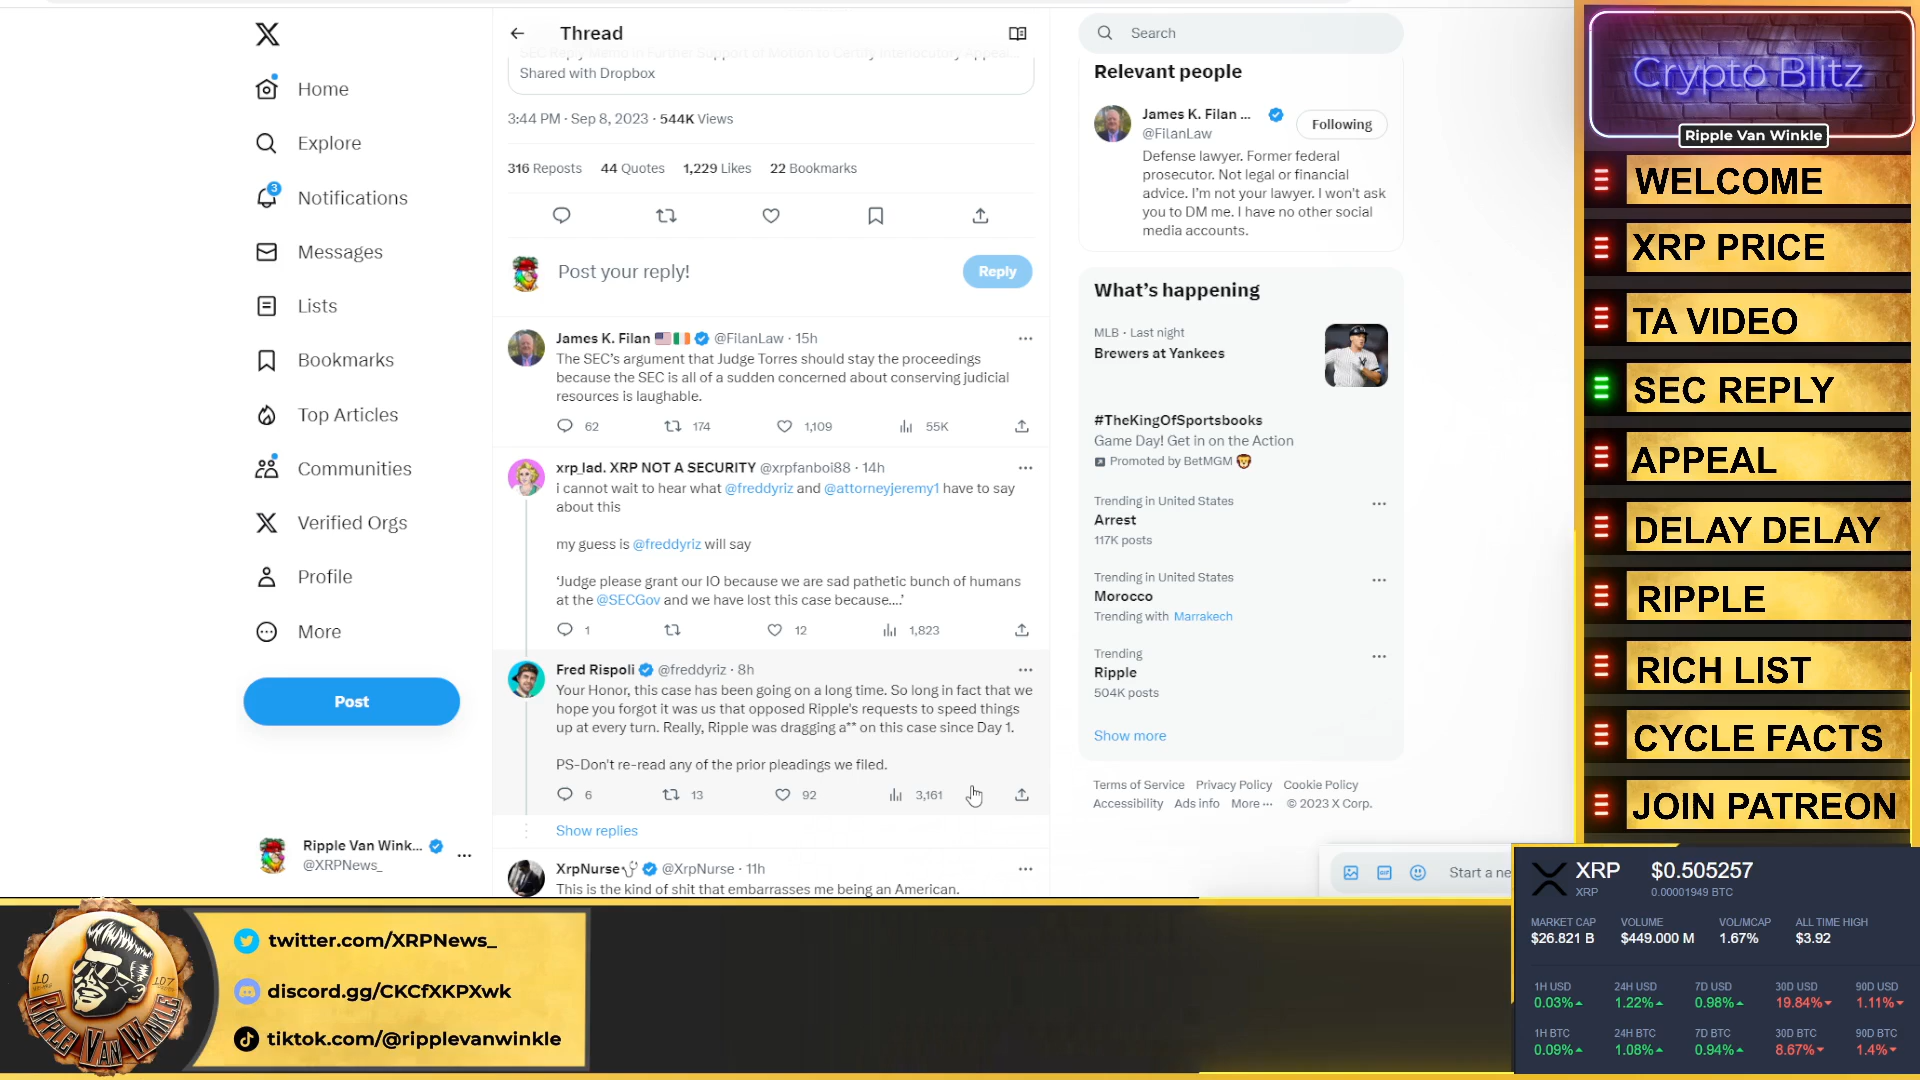 Home
Explore
3
Notifications
Messages
Lists
Bookmarks
Top Articles
Communities
Verified Orgs
Profile
More
Post
Ripple Van Wink...
@XRPNews_
Thread
SEC Reply Memo in Further Support of Motion to Certify Interlocutory Appeal...
Shared with Dropbox
3:44 PM · Sep 8, 2023 · 544K Views
316 Reposts 44 Quotes 1,229 Likes 22 Bookmarks
Post your reply!
Reply
James K. Filan @FilanLaw · 15h
The SEC's argument that Judge Torres should stay the proceedings
because the SEC is all of a sudden concerned about conserving judicial
resources is laughable.
62 174 1,109 55K
xrp_lad. XRP NOT A SECURITY @xrpfanboi88 · 14h
i cannot wait to hear what @freddyriz and @attorneyjeremy1 have to say
about this
my guess is @freddyriz will say
'Judge please grant our IO because we are sad pathetic bunch of humans
at the @SECGov and we have lost this case because....'
1 12 1,823
Fred Rispoli @freddyriz · 8h
Your Honor, this case has been going on a long time. So long in fact that we
hope you forgot it was us that opposed Ripple's requests to speed things
up at every turn. Really, Ripple was dragging a** on this case since Day 1.
PS-Don't re-read any of the prior pleadings we filed.
6 13 92 3,161
Show replies
XrpNurse @XrpNurse · 11h
This is the kind of shit that embarrasses me being an American.
Search
Relevant people
James K. Filan ...
@FilanLaw
Following
Defense lawyer. Former federal
prosecutor. Not legal or financial
advice. I'm not your lawyer. I won't ask
you to DM me. I have no other social
media accounts.
What's happening
MLB · Last night
Brewers at Yankees
#TheKingOfSportsbooks
Game Day! Get in on the Action
Promoted by BetMGM
Trending in United States
Arrest
117K posts
Trending in United States
Morocco
Trending with Marrakech
Trending
Ripple
504K posts
Show more
Terms of Service Privacy Policy Cookie Policy
Accessibility Ads info More ··· © 2023 X Corp.
GIF
Start a ne
Crypto Blitz
Ripple Van Winkle
WELCOME
XRP PRICE
TA VIDEO
SEC REPLY
APPEAL
DELAY DELAY
RIPPLE
RICH LIST
CYCLE FACTS
JOIN PATREON
XRP $0.505257
XRP 0.00001949 BTC
MARKET CAP VOLUME VOL/MCAP ALL TIME HIGH
$26.821 B $449.000 M 1.67% $3.92
1H USD 24H USD 7D USD 30D USD 90D USD
0.03% 1.22% 0.98% 19.84% 1.11%
1H BTC 24H BTC 7D BTC 30D BTC 90D BTC
0.09% 1.08% 0.94% 8.67% 1.4%
RIPPLE VAN WINKLE
twitter.com/XRPNews_
discord.gg/CKCfXKPXwk
tiktok.com/@ripplevanwinkle